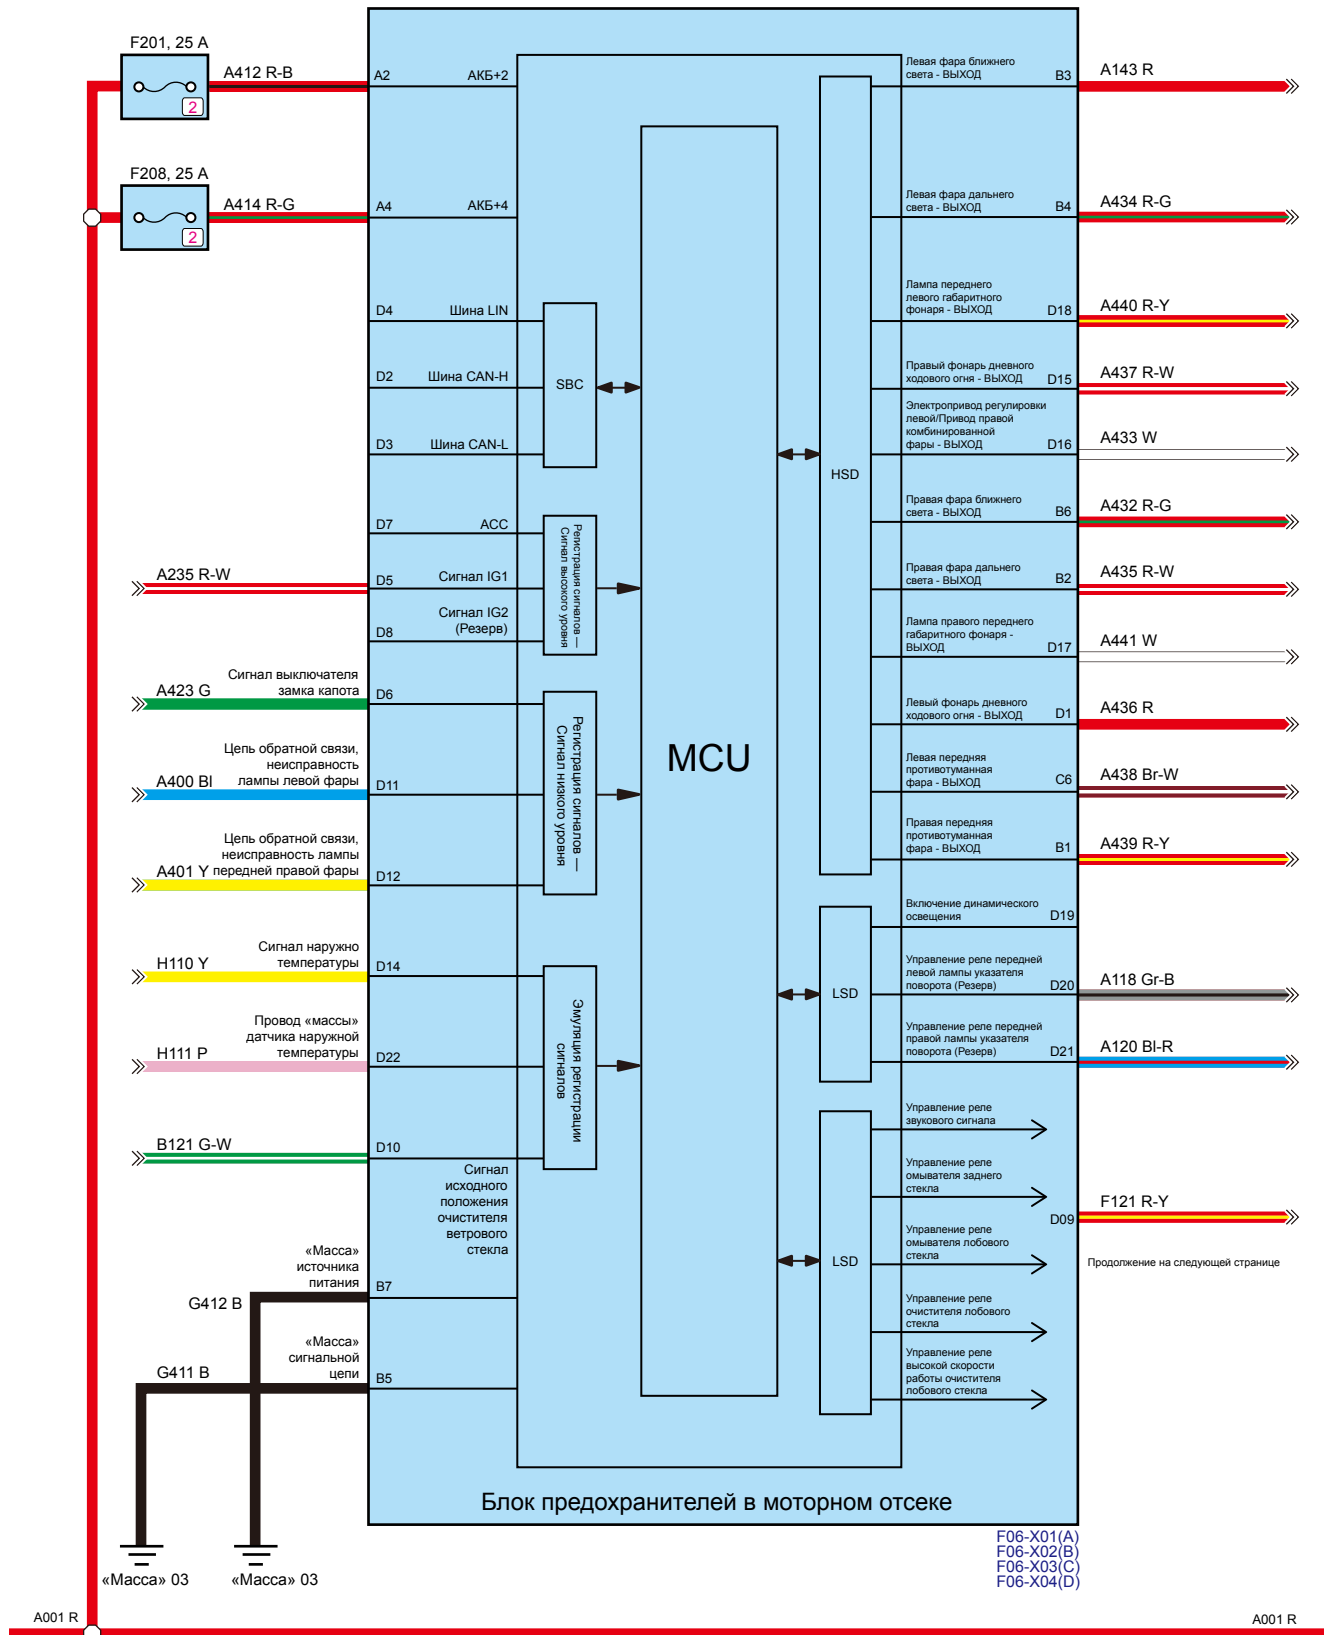 F201, 25 A
2
A412 R-B
A2
АКБ+2
F208, 25 A
2
A414 R-G
A4
АКБ+4
D4
Шина LIN
D2
Шина CAN-H
D3
Шина CAN-L
SBC
D7
ACC
A235 R-W
D5
Сигнал IG1
Сигнал IG2
(Резерв)
D8
Регистрация сигналов —
Сигнал высокого уровня
Сигнал выключателя
замка капота
A423 G
D6
Цепь обратной связи,
неисправность
лампы левой фары
A400 Bl
D11
Цепь обратной связи,
неисправность лампы
передней правой фары
A401 Y
D12
Регистрация сигналов —
Сигнал низкого уровня
Сигнал наружно
температуры
H110 Y
D14
Провод «массы»
датчика наружной
температуры
H111 P
D22
B121 G-W
D10
Сигнал
исходного
положения
очистителя
ветрового
стекла
Эмуляция регистрации
сигналов
«Масса»
источника
питания
G412 B
B7
«Масса»
сигнальной
цепи
G411 B
B5
MCU
HSD
LSD
LSD
Левая фара ближнего
света - ВЫХОД
B3
A143 R
Левая фара дальнего
света - ВЫХОД
B4
A434 R-G
Лампа переднего
левого габаритного
фонаря - ВЫХОД
D18
A440 R-Y
Правый фонарь дневного
ходового огня - ВЫХОД
D15
A437 R-W
Электропривод регулировки
левой/Привод правой
комбинированной
фары - ВЫХОД
D16
A433 W
Правая фара ближнего
света - ВЫХОД
B6
A432 R-G
Правая фара дальнего
света - ВЫХОД
B2
A435 R-W
Лампа правого переднего
габаритного фонаря -
ВЫХОД
D17
A441 W
Левый фонарь дневного
ходового огня - ВЫХОД
D1
A436 R
Левая передняя
противотуманная
фара - ВЫХОД
C6
A438 Br-W
Правая передняя
противотуманная
фара - ВЫХОД
B1
A439 R-Y
Включение динамического
освещения
D19
Управление реле передней
левой лампы указателя
поворота (Резерв)
D20
A118 Gr-B
Управление реле передней
правой лампы указателя
поворота (Резерв)
D21
A120 Bl-R
Управление реле
звукового сигнала
Управление реле
омывателя заднего
стекла
D09
F121 R-Y
Управление реле
омывателя лобового
стекла
Продолжение на следующей странице
Управление реле
очистителя лобового
стекла
Управление реле
высокой скорости
работы очистителя
лобового стекла
Блок предохранителей в моторном отсеке
F06-X01(A)
F06-X02(B)
F06-X03(C)
F06-X04(D)
«Масса» 03
«Масса» 03
A001 R
A001 R